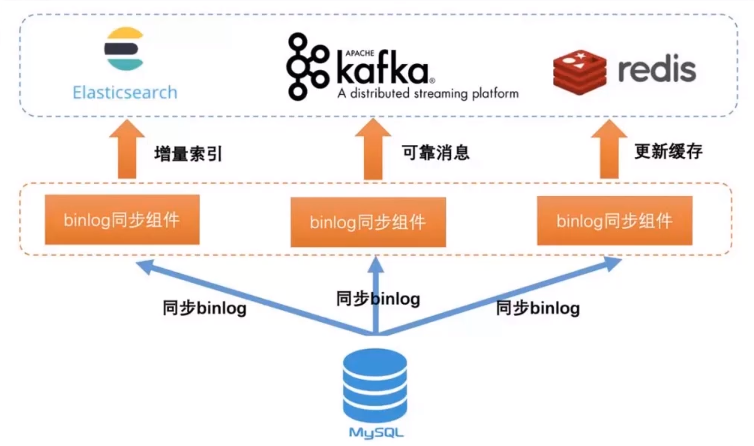 Elasticsearch
APACHE
kafka®
A distributed streaming platform
redis
增量索引
可靠消息
更新缓存
binlog同步组件
binlog同步组件
binlog同步组件
同步binlog
同步binlog
同步binlog
MySQL